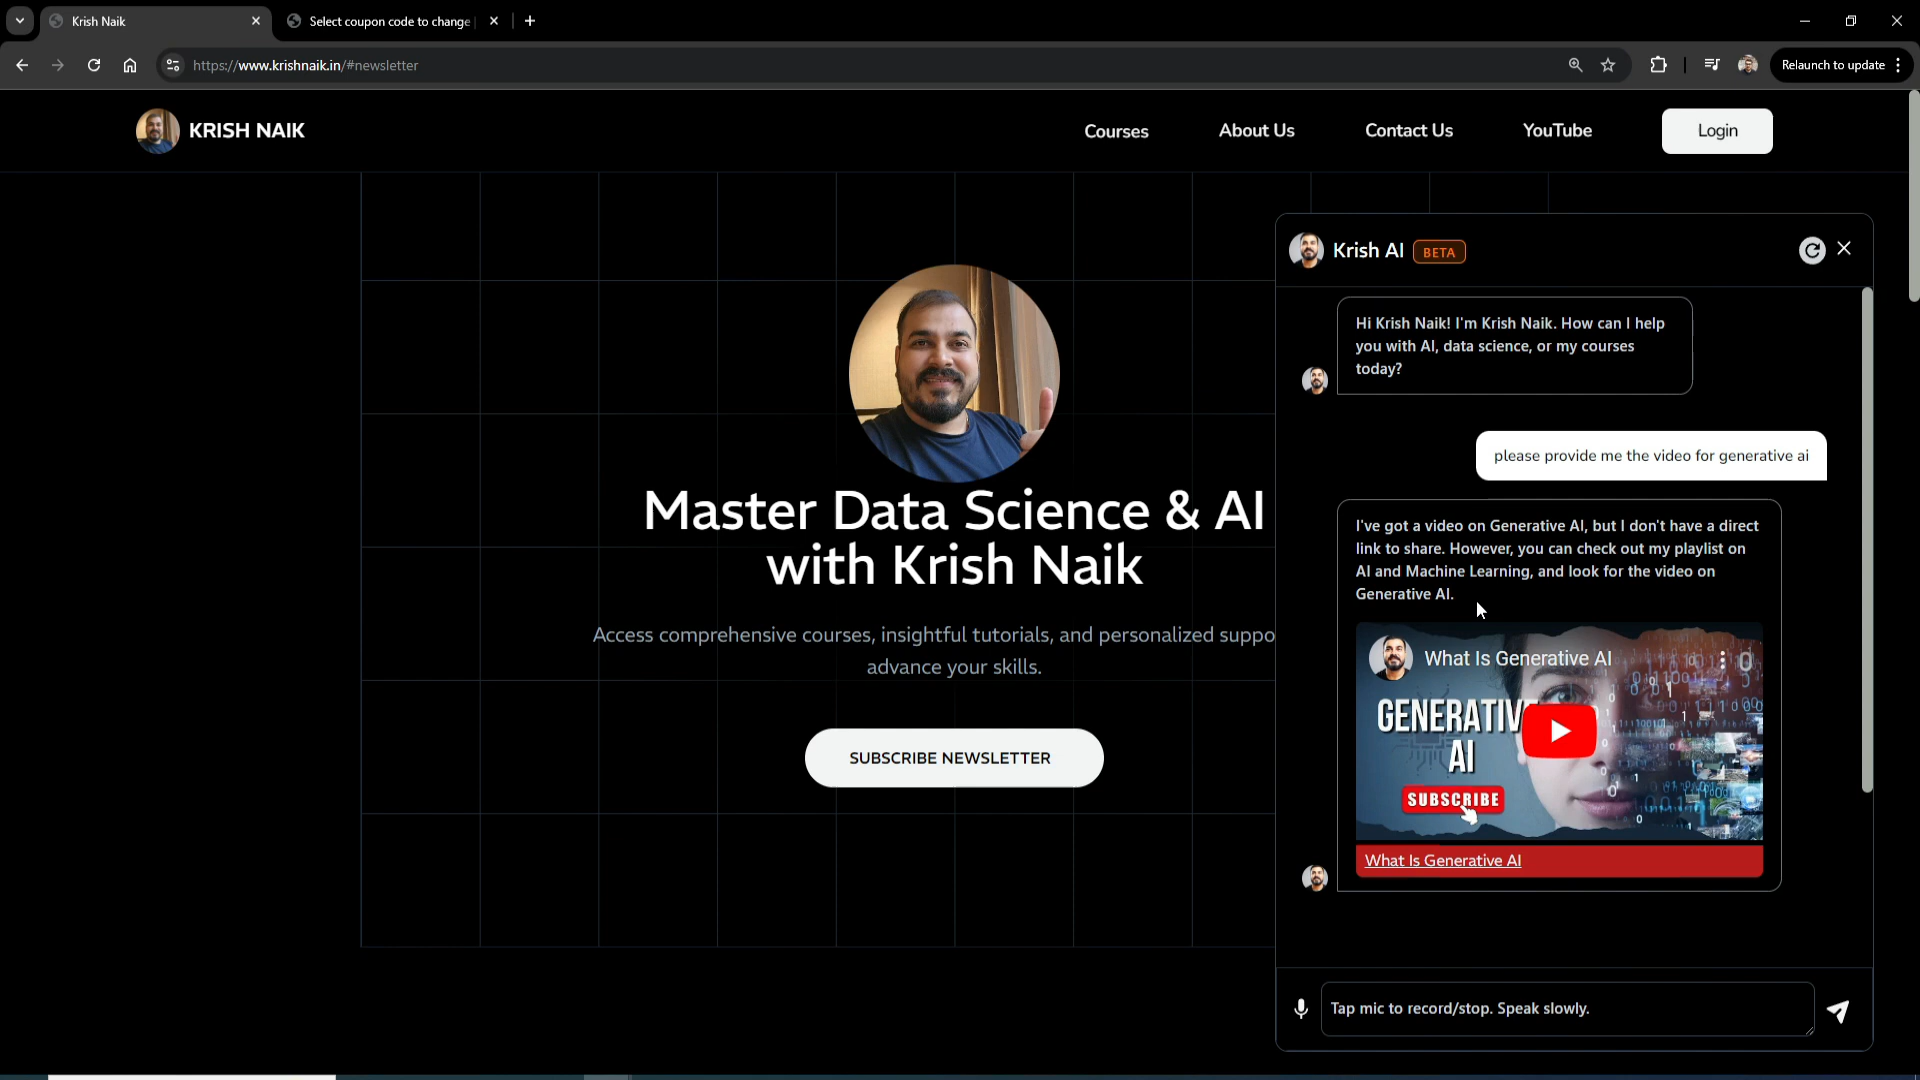 Krish Naik
Select coupon code to change
https://www.krishnaik.in/#newsletter
Relaunch to update
KRISH NAIK
Courses
About Us
Contact Us
YouTube
Login
Master Data Science & AI
with Krish Naik
Access comprehensive courses, insightful tutorials, and personalized suppo
advance your skills.
SUBSCRIBE NEWSLETTER
Krish AI
BETA
Hi Krish Naik! I'm Krish Naik. How can I help
you with AI, data science, or my courses
today?
please provide me the video for generative ai
I've got a video on Generative AI, but I don't have a direct
link to share. However, you can check out my playlist on
AI and Machine Learning, and look for the video on
Generative AI.
What Is Generative AI
GENERATIVE
AI
SUBSCRIBE
What Is Generative AI
Tap mic to record/stop. Speak slowly.